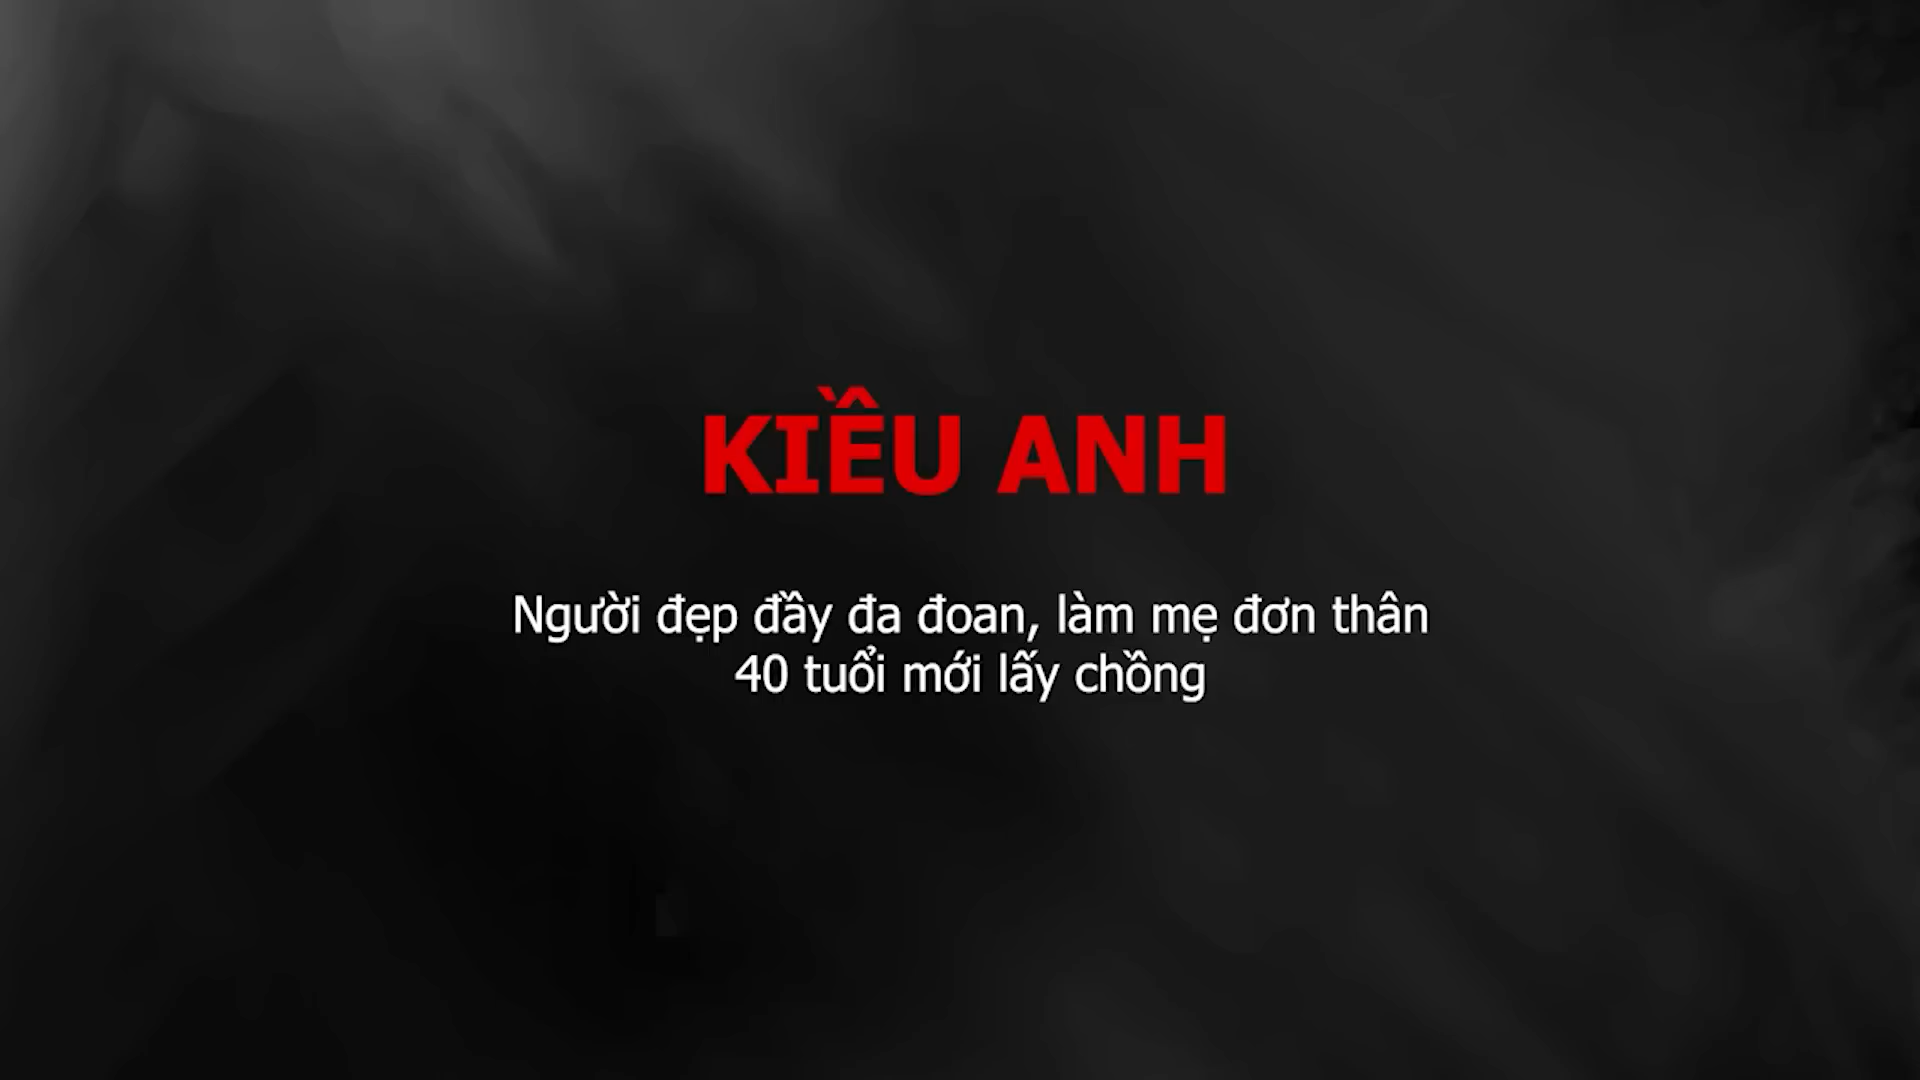 KIỀU ANH
Người đẹp đầy đa đoan, làm mẹ đơn thân
40 tuổi mới lấy chồng